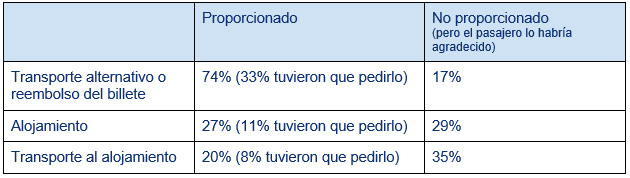 Proporcionado
No proporcionado
(pero el pasajero lo habría
agradecido)
Transporte alternativo o
reembolso del billete
74% (33% tuvieron que pedirlo)
17%
Alojamiento
27% (11% tuvieron que pedirlo)
29%
Transporte al alojamiento
20% (8% tuvieron que pedirlo)
35%